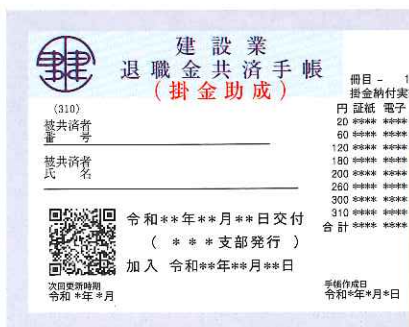 建設業
退職金共済手帳
(掛金助成)
(310)
被共済者
番 号
被共済者
氏 名
令和**年**月**日交付
( ***支部発行 )
加入 令和**年**月**日
次回更新時期
令和 *年 *月
冊目 - 1
掛金納付実
円 証紙 電子
20 **** ****
60 **** ****
120 **** ****
180 **** ****
200 **** ****
260 **** ****
300 **** ****
310 **** ****
合計 **** ****
手帳作成日
令和*年*月*日